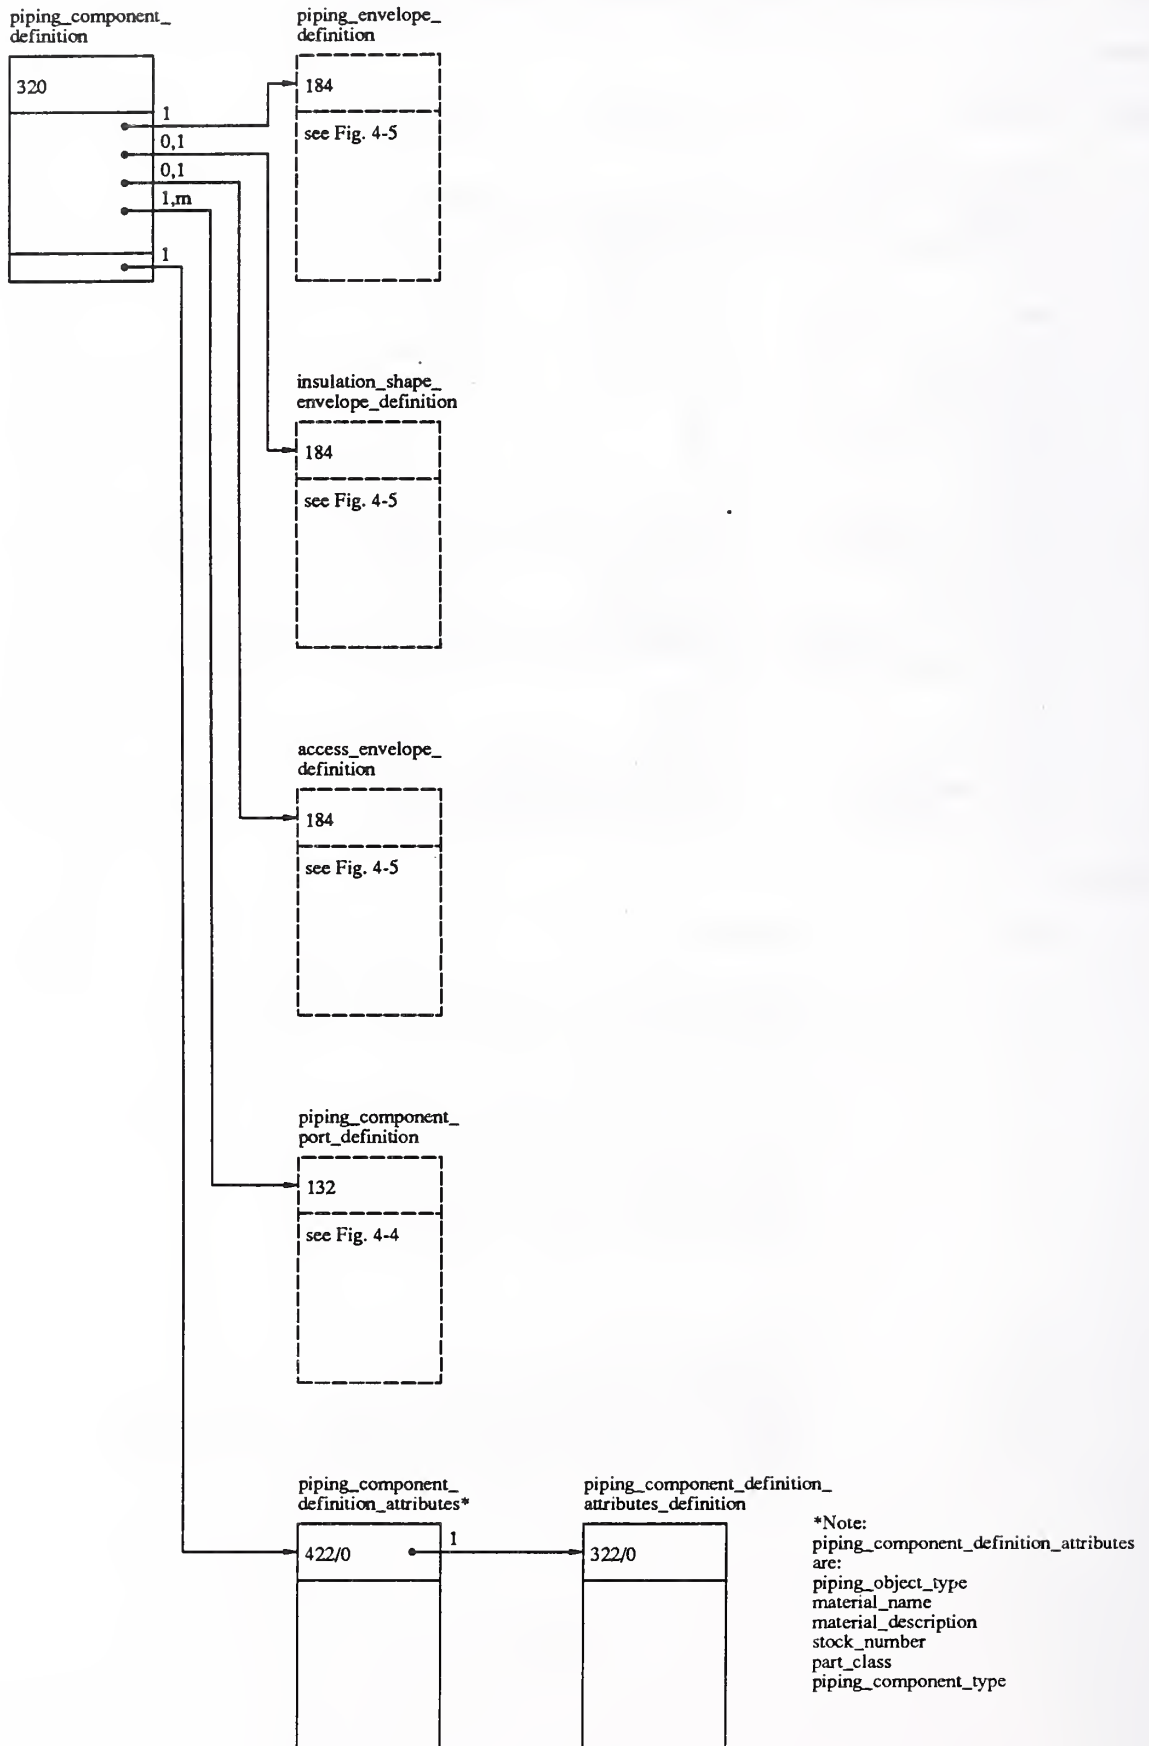 piping_component_
definition
320
1
0,1
0,1
1,m
1
piping_envelope_
definition
184
see Fig. 4-5
insulation_shape_
envelope_definition
184
see Fig. 4-5
access_envelope_
definition
184
see Fig. 4-5
piping_component_
port_definition
132
see Fig. 4-4
piping_component_
definition_attributes*
422/0
1
piping_component_definition_
attributes_definition
322/0
*Note:
piping_component_definition_attributes
are:
piping_object_type
material_name
material_description
stock_number
part_class
piping_component_type